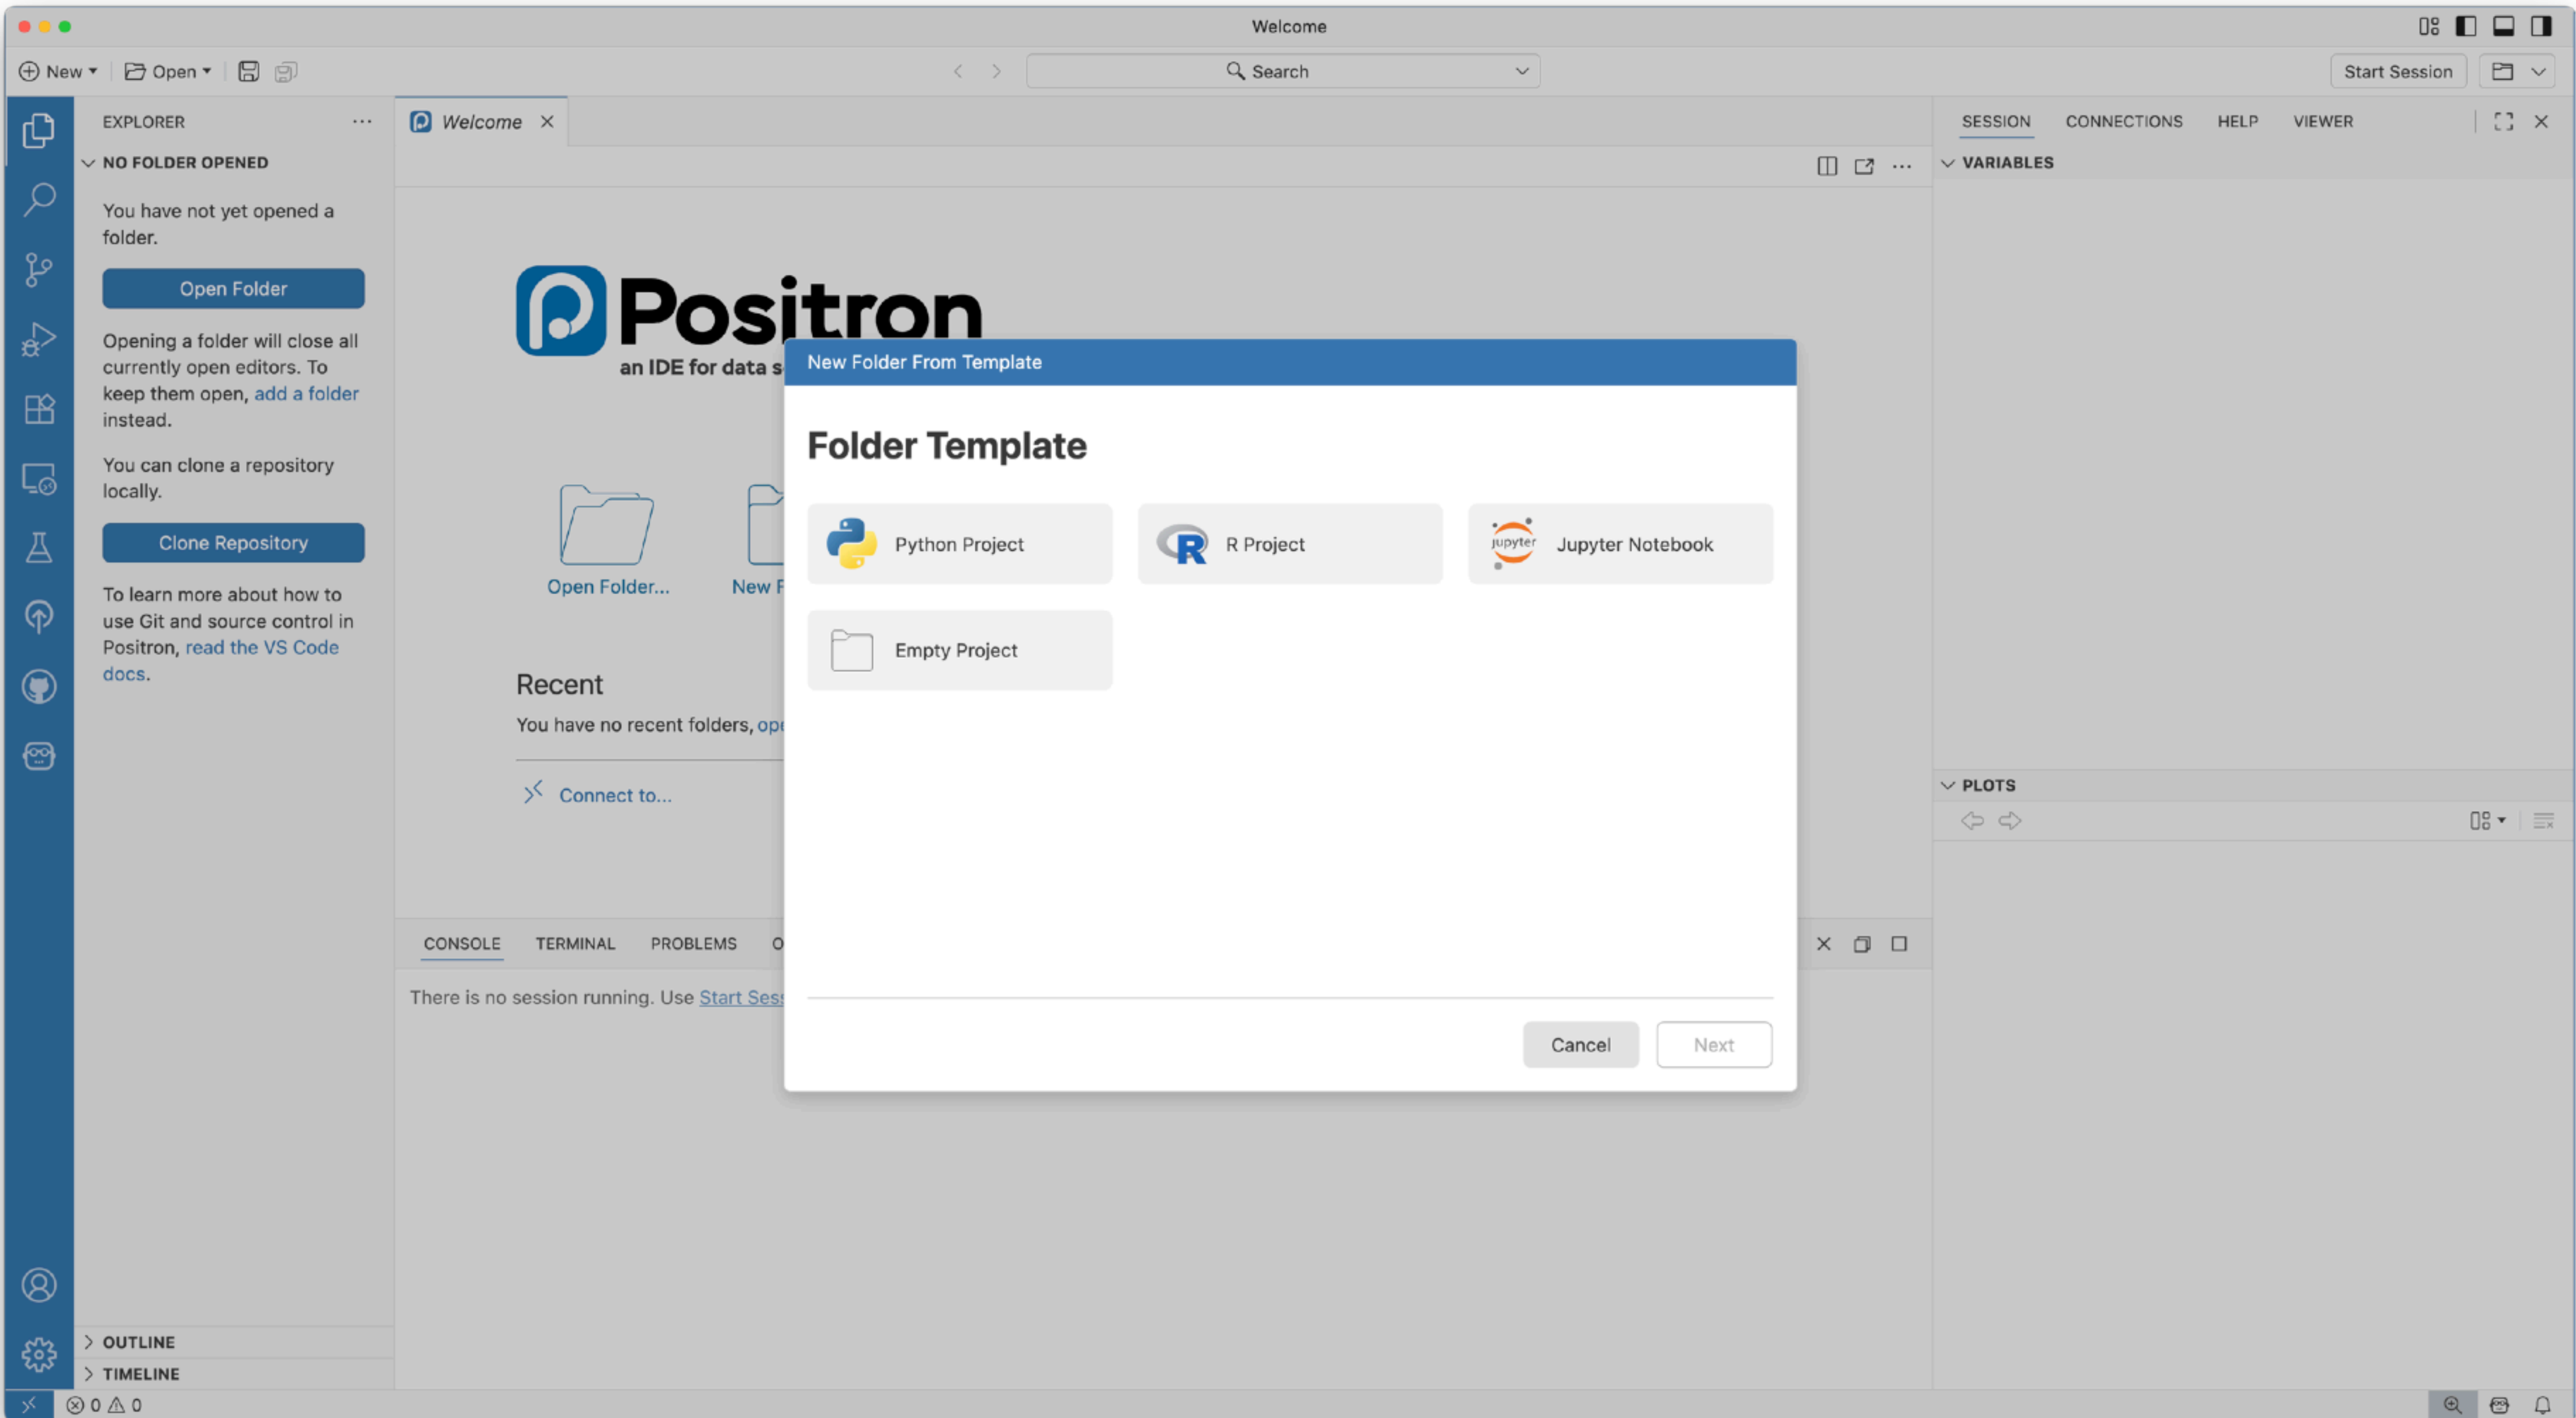 Welcome
New
Open
Search
Start Session
EXPLORER
NO FOLDER OPENED
You have not yet opened a
folder.
Open Folder
Opening a folder will close all
currently open editors. To
keep them open, add a folder
instead.
You can clone a repository
locally.
Clone Repository
To learn more about how to
use Git and source control in
Positron, read the VS Code
docs.
OUTLINE
TIMELINE
Welcome
Positron
an IDE for data
Open Folder...
New
Recent
You have no recent folders,
Connect to...
New Folder From Template
Folder Template
Python Project
R Project
jupyter
Jupyter Notebook
Empty Project
Cancel
Next
CONSOLE
TERMINAL
PROBLEMS
There is no session running. Use Start
SESSION
CONNECTIONS
HELP
VIEWER
VARIABLES
PLOTS
0
0